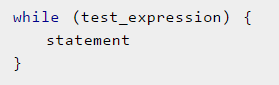 while (test_expression) {
    statement
}